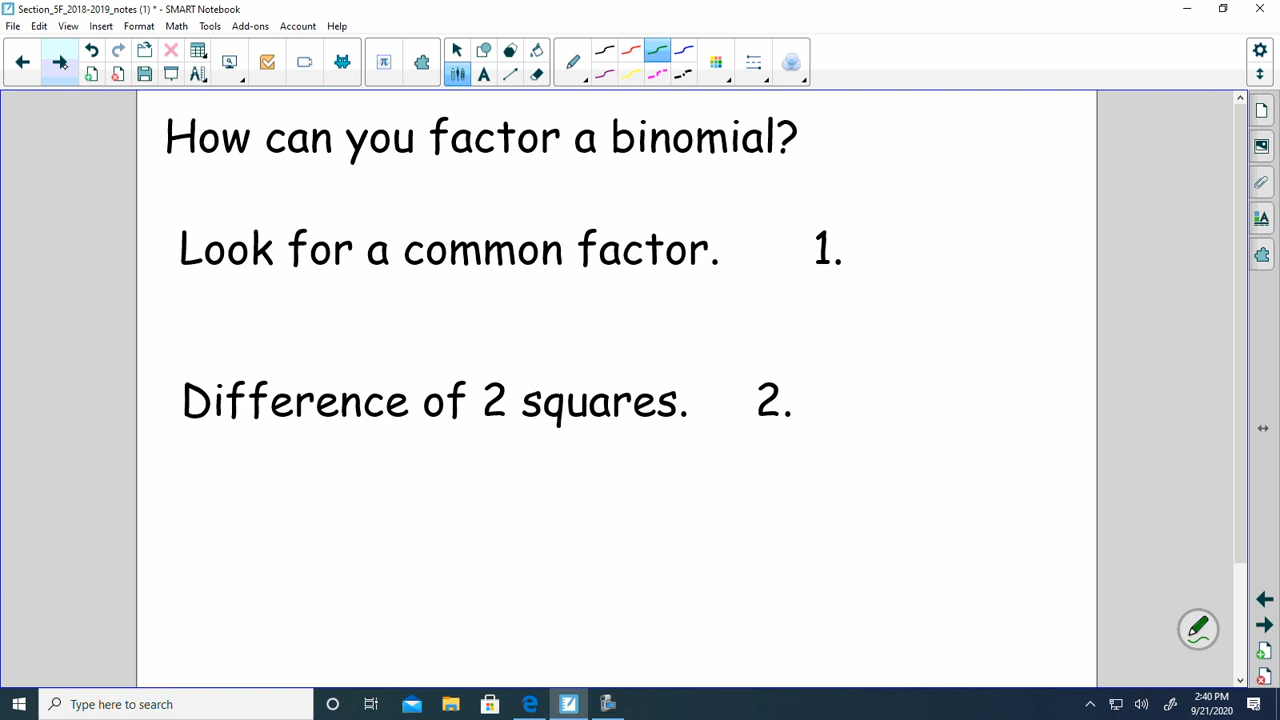 Section_5F_2018-2019_notes (1) * - SMART Notebook
File Edit View Insert Format Math Tools Add-ons Account Help
How can you factor a binomial?
Look for a common factor. 1.
Difference of 2 squares. 2.
Type here to search
2:40 PM
9/21/2020